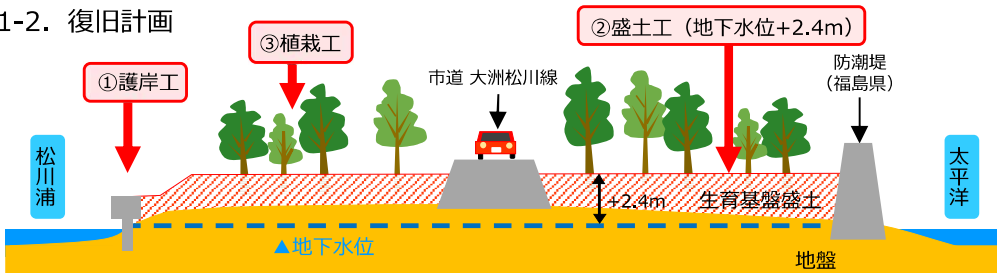 1-2. 復旧計画
②盛土工（地下水位+2.4m）
③植栽工
①護岸工
市道 大洲松川線
防潮堤
（福島県）
松川浦
太平洋
+2.4m
生育基盤盛土
▲地下水位
地盤